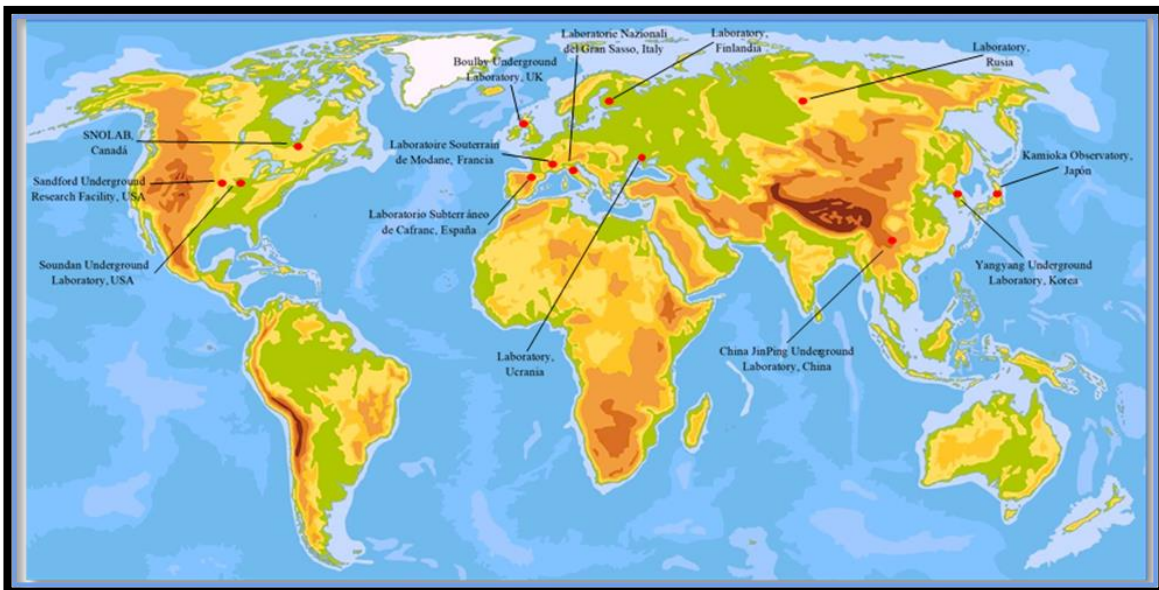 Laboratorie Nazionali
del Gran Sasso, Italy
Laboratory,
Finlandia
Laboratory,
Rusia
Boulby Underground
Laboratory, UK
SNOLAB,
Canadá
Laboratoire Souterrain
de Modane, Francia
Kamioka Observatory,
Japón
Sandford Underground
Research Facility, USA
Laboratorio Subterráneo
de Cafranc, España
Soundan Underground
Laboratory, USA
Yangyang Underground
Laboratory, Korea
Laboratory,
Ucrania
China JinPing Underground
Laboratory, China